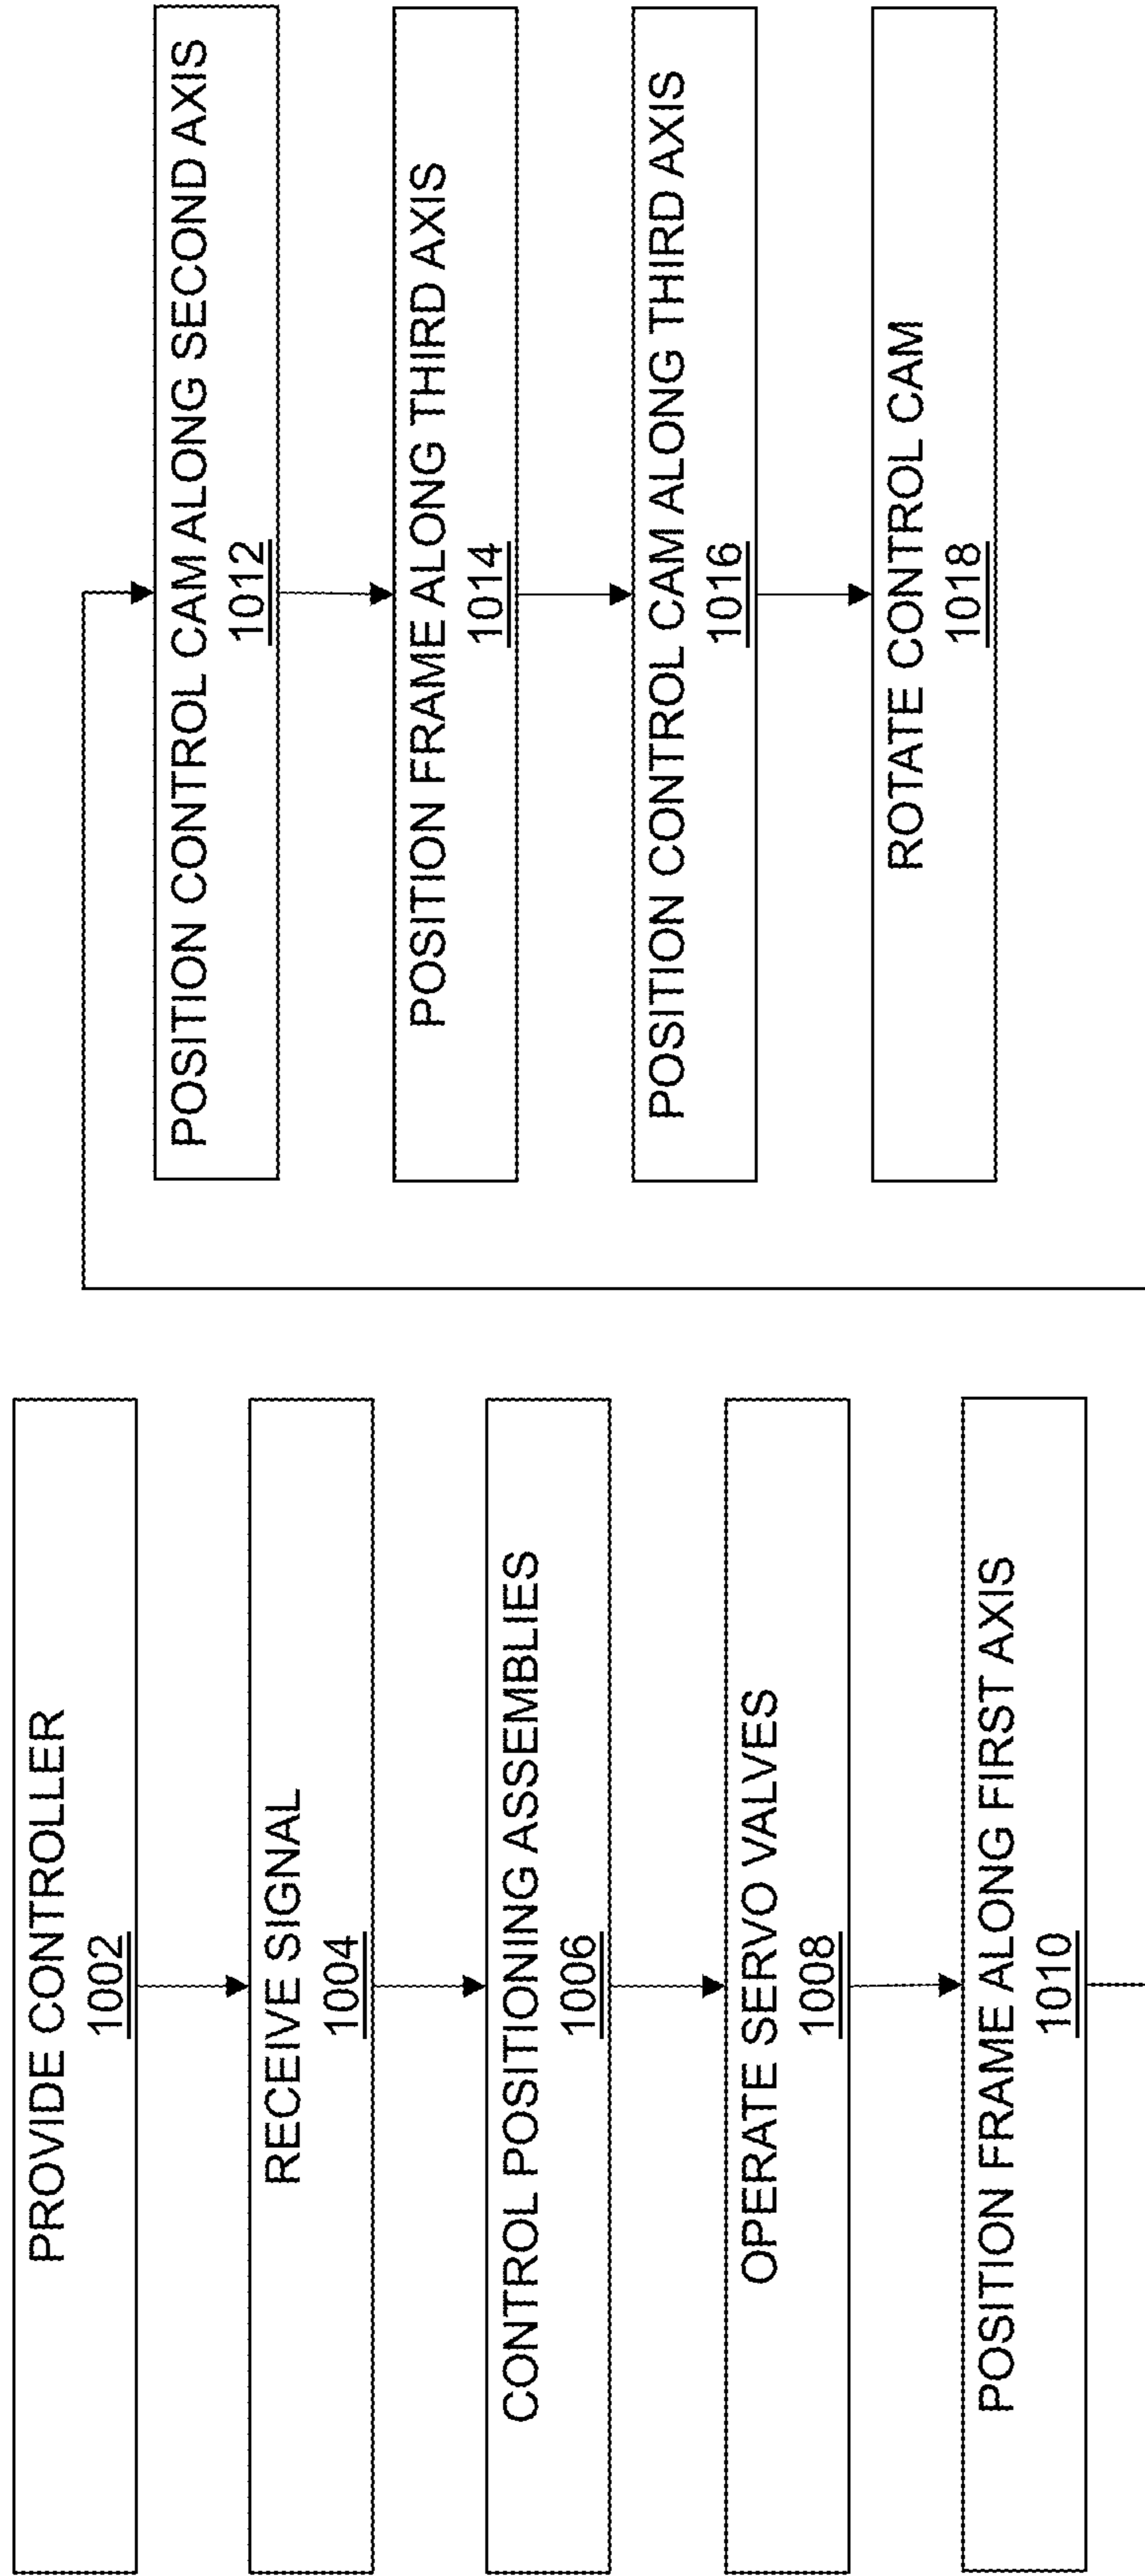 PROVIDE CONTROLLER
1002
RECEIVE SIGNAL
1004
CONTROL POSITIONING ASSEMBLIES
1006
OPERATE SERVO VALVES
1008
POSITION FRAME ALONG FIRST AXIS
1010
POSITION CONTROL CAM ALONG SECOND AXIS
1012
POSITION FRAME ALONG THIRD AXIS
1014
POSITION CONTROL CAM ALONG THIRD AXIS
1016
ROTATE CONTROL CAM
1018